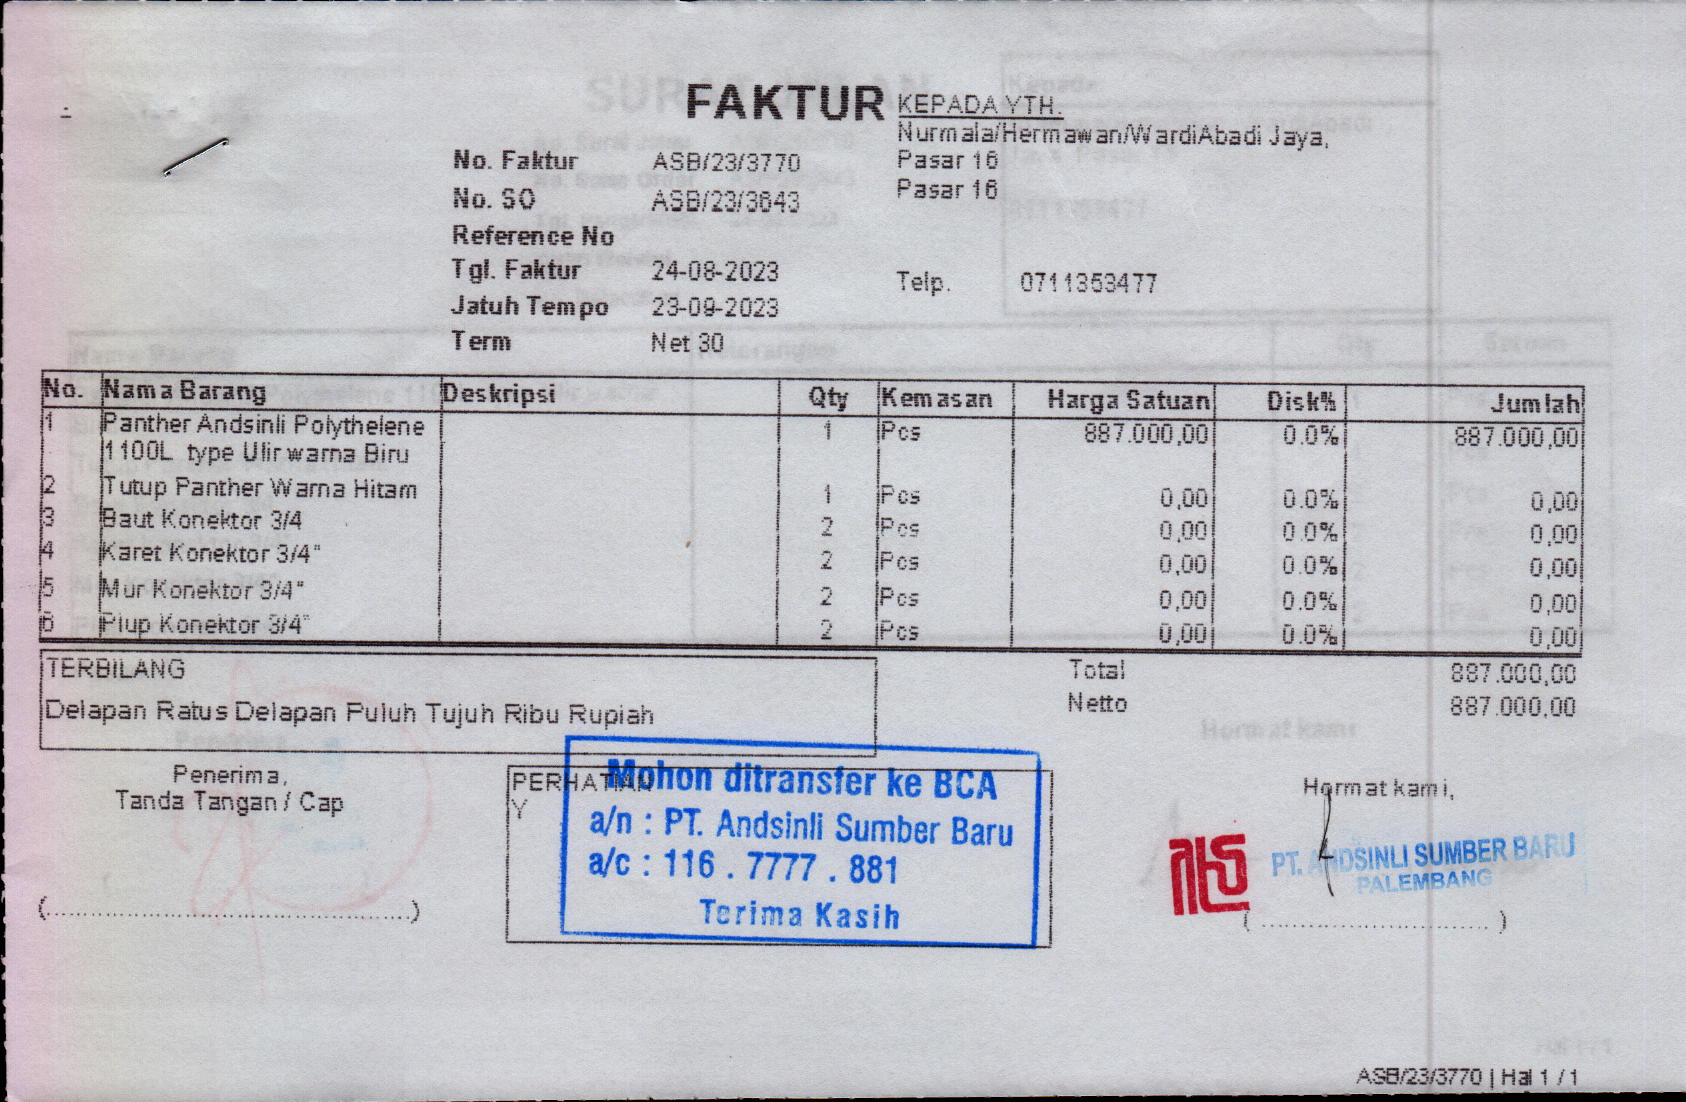 FAKTUR
KEPADA YTH.
Nurmala/Hermawan/WardiAbadi Jaya,
Pasar 16
Pasar 16
Telp. 0711353477
No. Faktur ASB/23/3770
No. SO ASB/23/3643
Reference No
Tgl. Faktur 24-08-2023
Jatuh Tempo 23-09-2023
Term Net 30
No. Nama Barang Deskripsi Qty Kemasan Harga Satuan Disk% Jumlah
1 Panther Andsinli Polythelene 1 Pcs 887.000,00 0.0% 887.000,00
1100L type Ulir warna Biru
2 Tutup Panther Warna Hitam 1 Pcs 0,00 0.0% 0,00
3 Baut Konektor 3/4 2 Pcs 0,00 0.0% 0,00
4 Karet Konektor 3/4" 2 Pcs 0,00 0.0% 0,00
5 Mur Konektor 3/4" 2 Pcs 0,00 0.0% 0,00
6 Plup Konektor 3/4" 2 Pcs 0,00 0.0% 0,00
TERBILANG
Delapan Ratus Delapan Puluh Tujuh Ribu Rupiah
Total 887.000,00
Netto 887.000,00
Penerima,
Tanda Tangan / Cap
(........................................)
PERHATIAN
Y
Mohon ditransfer ke BCA
a/n : PT. Andsinli Sumber Baru
a/c : 116 . 7777 . 881
Terima Kasih
Hormat kami,
PT. ANDSINLI SUMBER BARU
PALEMBANG
( ............................. )
ASB/23/3770 | Hal 1 / 1